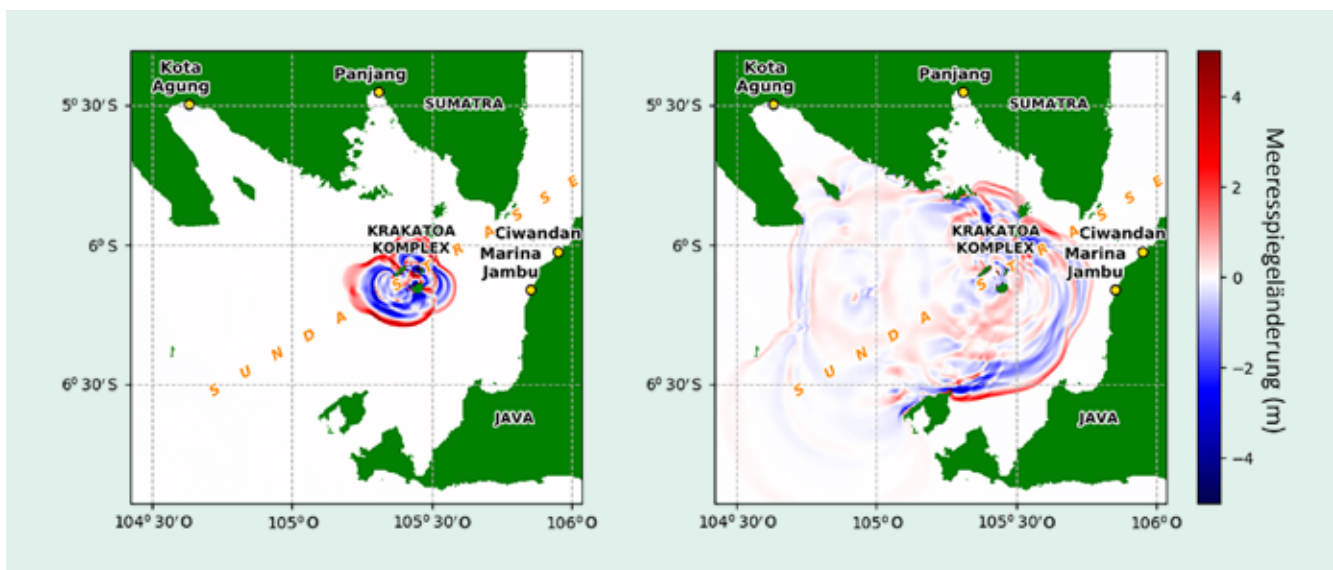 Kota
Agung
Panjang
SUMATRA
5° 30'S
KRAKATOA
KOMPLEX
Ciwandan
Marina
Jambu
6° S
SUNDASTRASSE
6° 30'S
JAVA
104° 30'O
105° O
105° 30'O
106° O
Kota
Agung
Panjang
SUMATRA
5° 30'S
KRAKATOA
KOMPLEX
Ciwandan
Marina
Jambu
6° S
SUNDASTRASSE
6° 30'S
JAVA
104° 30'O
105° O
105° 30'O
106° O
4
2
0
−2
−4
Meeresspiegeländerung (m)